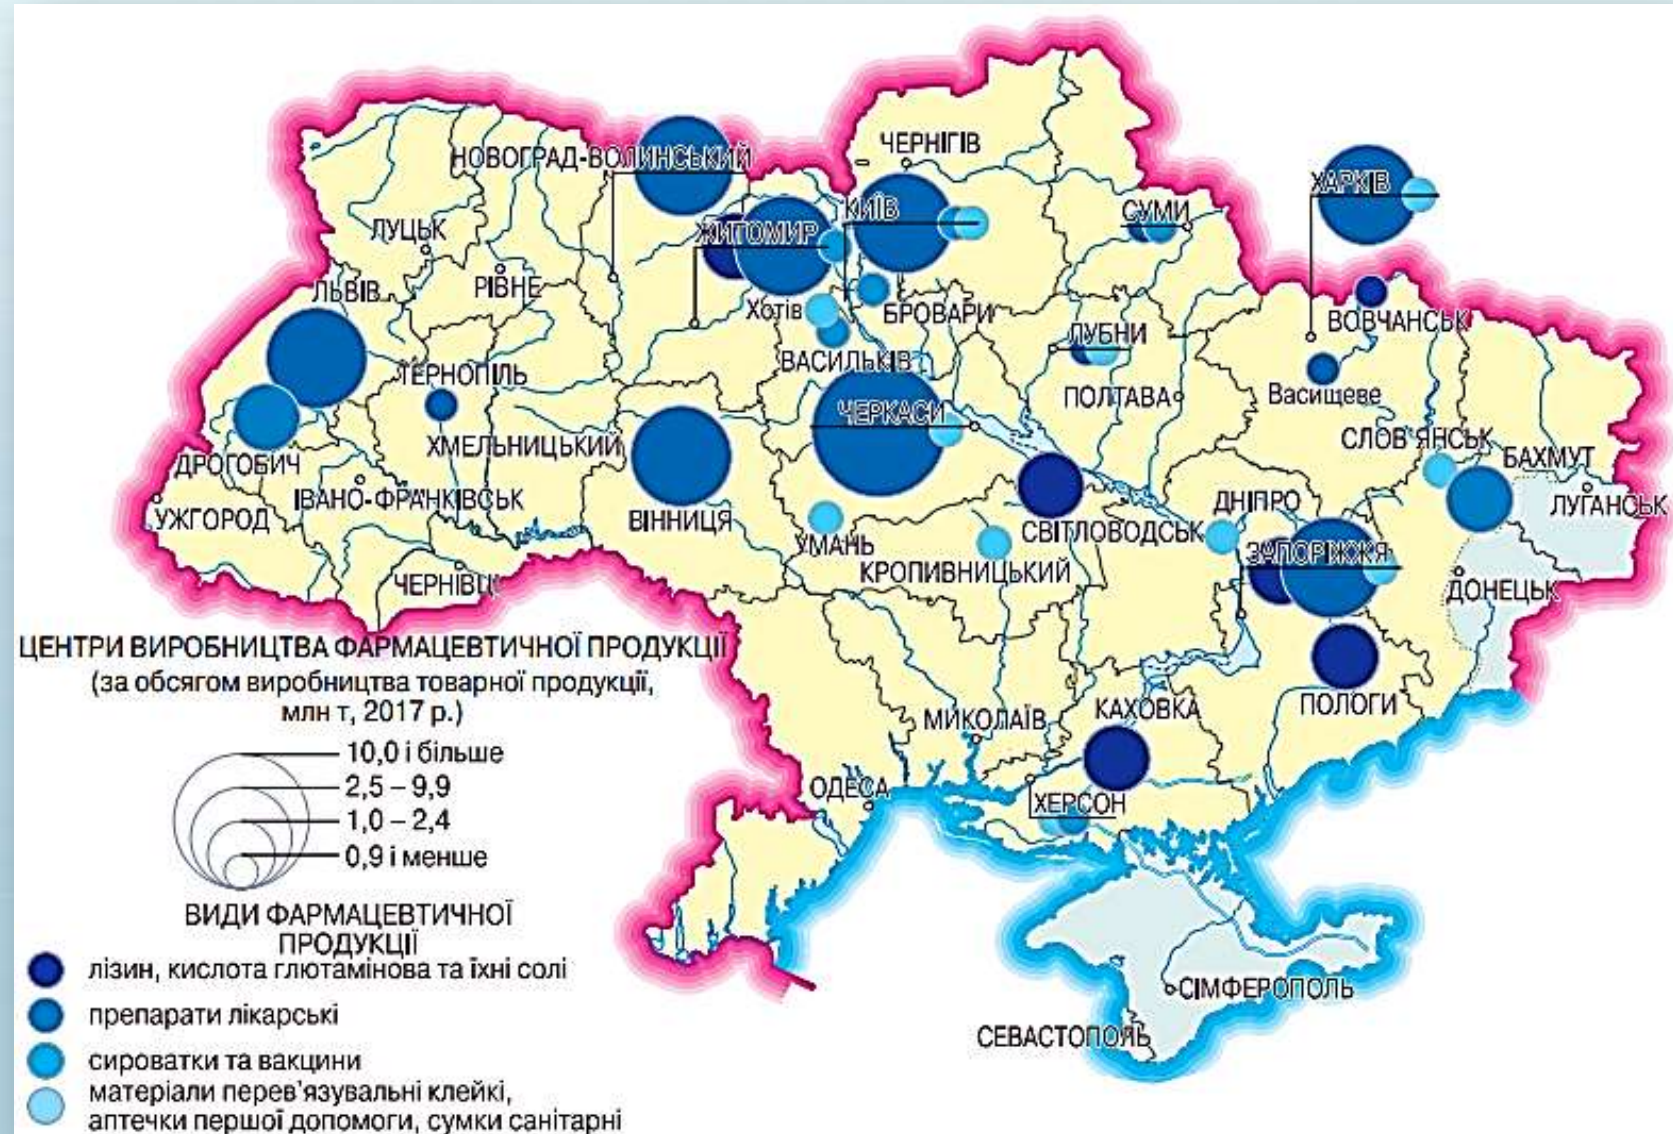 ЧЕРНІГІВ
НОВОГРАД-ВОЛИНСЬКИЙ
ХАРКІВ
КИЇВ
СУМИ
ЛУЦЬК
ЖИТОМИР
РІВНЕ
ЛЬВІВ
Хотів
БРОВАРИ
ВОВЧАНСЬК
ЛУБНИ
ВАСИЛЬКІВ
ТЕРНОПІЛЬ
ПОЛТАВА
Васищеве
ЧЕРКАСИ
СЛОВ'ЯНСЬК
ХМЕЛЬНИЦЬКИЙ
БАХМУТ
ДРОГОБИЧ
ІВАНО-ФРАНКІВСЬК
ДНІПРО
ЛУГАНСЬК
УЖГОРОД
ВІННИЦЯ
СВІТЛОВОДСЬК
УМАНЬ
ЗАПОРІЖЖЯ
КРОПИВНИЦЬКИЙ
ЧЕРНІВЦІ
ДОНЕЦЬК
ЦЕНТРИ ВИРОБНИЦТВА ФАРМАЦЕВТИЧНОЇ ПРОДУКЦІЇ
(за обсягом виробництва товарної продукції,
млн т, 2017 р.)
ПОЛОГИ
КАХОВКА
МИКОЛАЇВ
10,0 і більше
2,5 – 9,9
ОДЕСА
ХЕРСОН
1,0 – 2,4
0,9 і менше
ВИДИ ФАРМАЦЕВТИЧНОЇ
ПРОДУКЦІЇ
лізин, кислота глютамінова та їхні солі
СІМФЕРОПОЛЬ
препарати лікарські
СЕВАСТОПОЛЬ
сироватки та вакцини
матеріали перев'язувальні клейкі,
аптечки першої допомоги, сумки санітарні